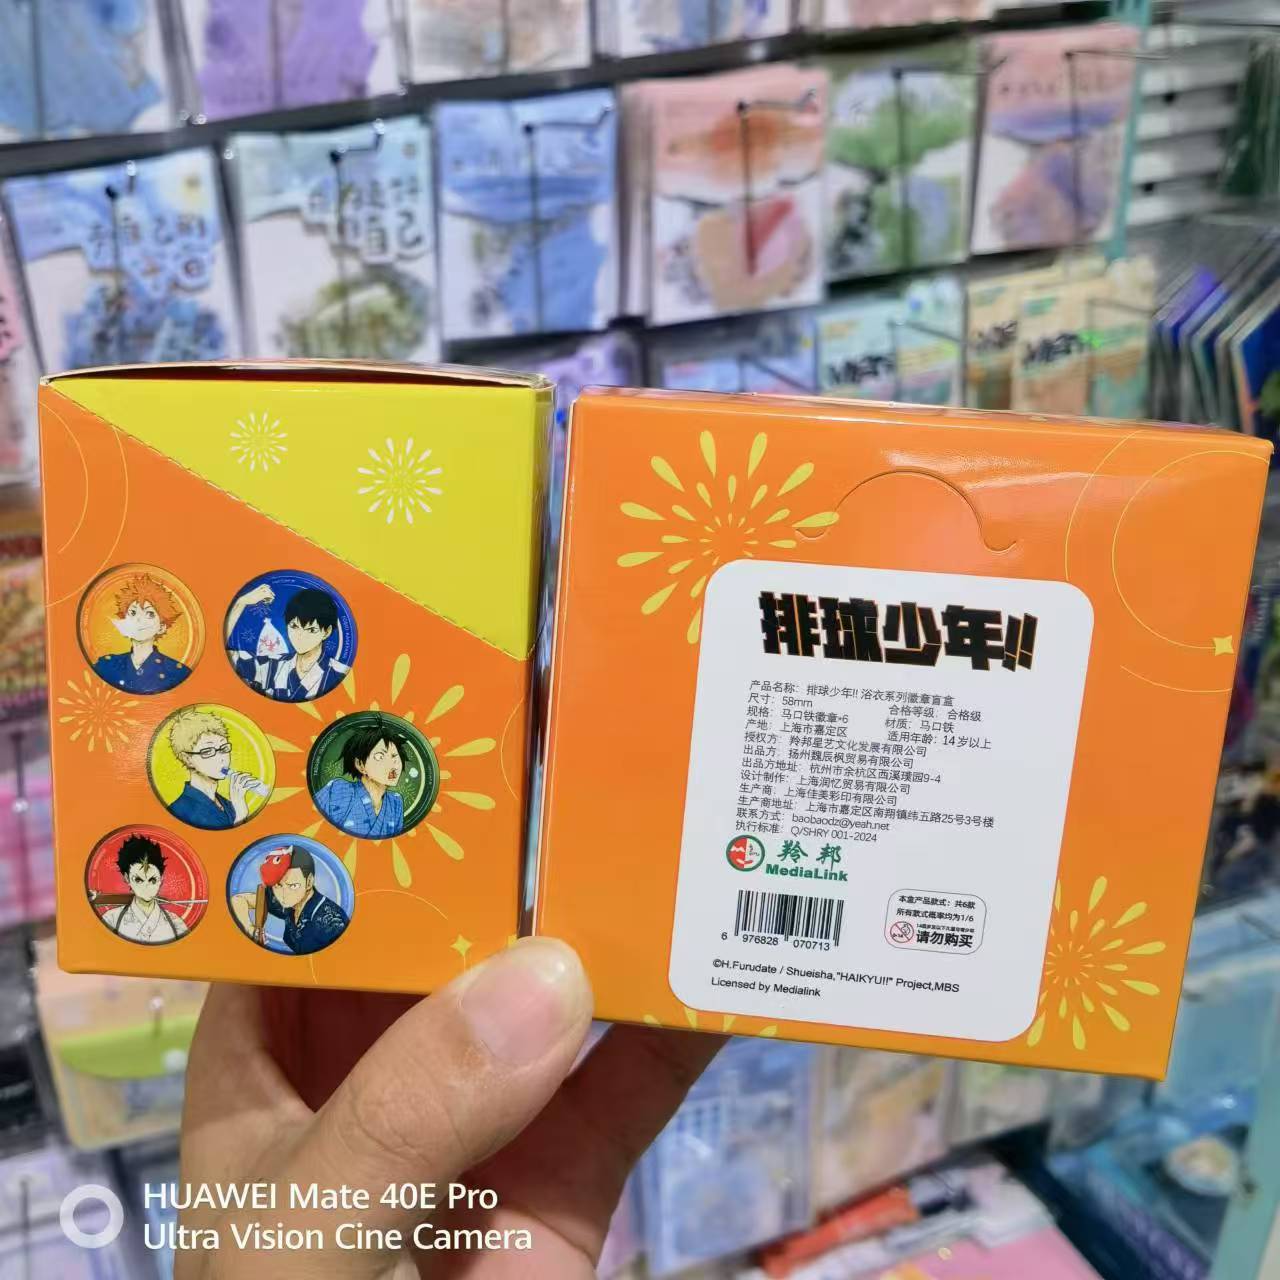 排球少年!!
产品名称：排球少年!! 浴衣系列徽章盲盒
尺寸：58mm 合格等级：合格级
规格：马口铁徽章*6 材质：马口铁
产地：上海市嘉定区 适用年龄：14岁以上
授权方：羚邦星艺文化发展有限公司
出品方：扬州魏辰枫贸易有限公司
出品方地址：杭州市余杭区西溪璞园9-4
设计制作：上海润忆贸易有限公司
生产商：上海佳美彩印有限公司
生产商地址：上海市嘉定区南翔镇纬五路25号3号楼
联系方式：baobaodz@yeah.net
执行标准：Q/SHRY 001-2024
羚邦
MediaLink
6 976828 070713
本盒产品款式：共6款
所有款式概率均为1/6
请勿购买
©H.Furudate / Shueisha,"HAIKYU!!" Project,MBS
Licensed by Medialink
HUAWEI Mate 40E Pro
Ultra Vision Cine Camera